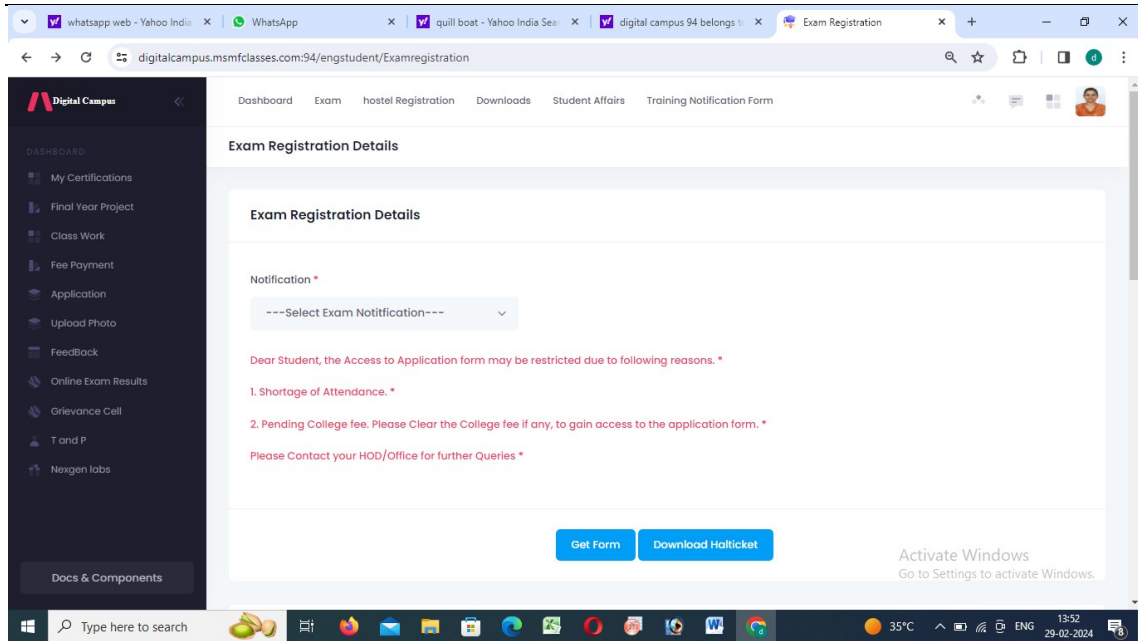 whatsapp web - Yahoo India
WhatsApp
quill boat - Yahoo India Sear
digital campus 94 belongs to
Exam Registration
digitalcampus.msmfclasses.com:94/engstudent/Examregistration
d
Digital Campus
Dashboard Exam hostel Registration Downloads Student Affairs Training Notification Form
DASHBOARD
My Certifications
Final Year Project
Class Work
Fee Payment
Application
Upload Photo
FeedBack
Online Exam Results
Grievance Cell
T and P
Nexgen labs
Docs & Components
Exam Registration Details
Exam Registration Details
Notification *
---Select Exam Notitfication---
Dear Student, the Access to Application form may be restricted due to following reasons. *
1. Shortage of Attendance. *
2. Pending College fee. Please Clear the College fee if any, to gain access to the application form. *
Please Contact your HOD/Office for further Queries *
Get Form
Download Halticket
Activate Windows
Go to Settings to activate Windows.
Type here to search
35°C
ENG
13:52
29-02-2024